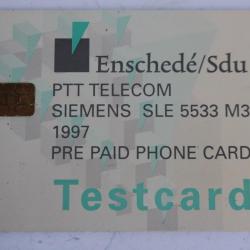 Enschedé/Sdu
PTT TELECOM
SIEMENS SLE 5533 M3
1997
PRE PAID PHONE CARD
Testcard